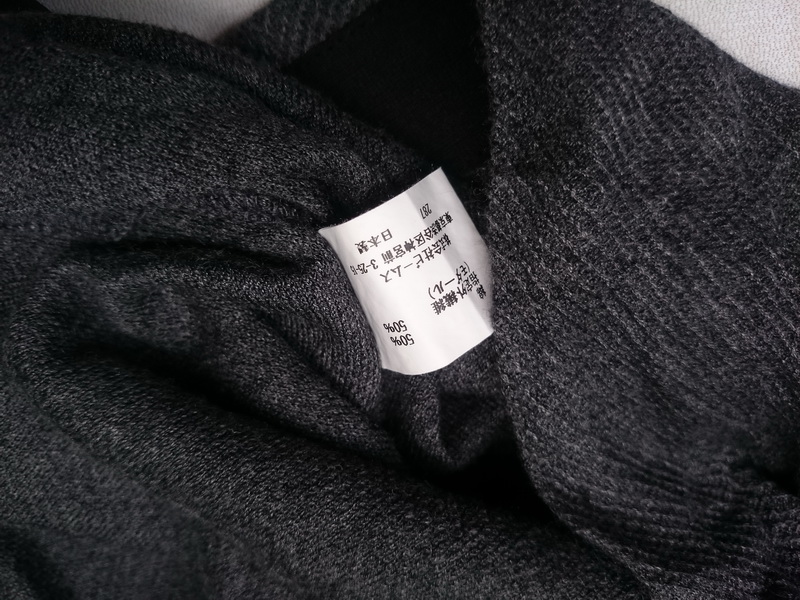 綿 50%
指定外繊維 50%
(モダール)
株式会社ビームス
東京都渋谷区神宮前 3-25-15
287
日本製